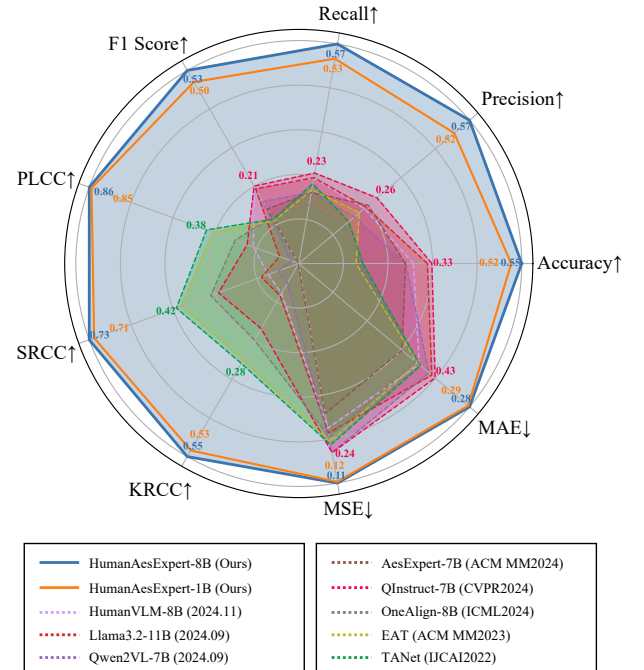 Recall↑
F1 Score↑
0.57
0.53
0.53
0.50
Precision↑
0.57
0.52
PLCC↑
0.86
0.85
0.23
0.21
0.26
0.38
0.33
0.52
0.55
Accuracy↑
0.42
SRCC↑
0.73
0.71
0.28
0.43
0.29
0.28
MAE↓
0.53
0.55
KRCC↑
0.24
0.12
0.11
MSE↓
HumanAesExpert-8B (Ours)
HumanAesExpert-1B (Ours)
HumanVLM-8B (2024.11)
Llama3.2-11B (2024.09)
Qwen2VL-7B (2024.09)
AesExpert-7B (ACM MM2024)
QInstruct-7B (CVPR2024)
OneAlign-8B (ICML2024)
EAT (ACM MM2023)
TANet (IJCAI2022)